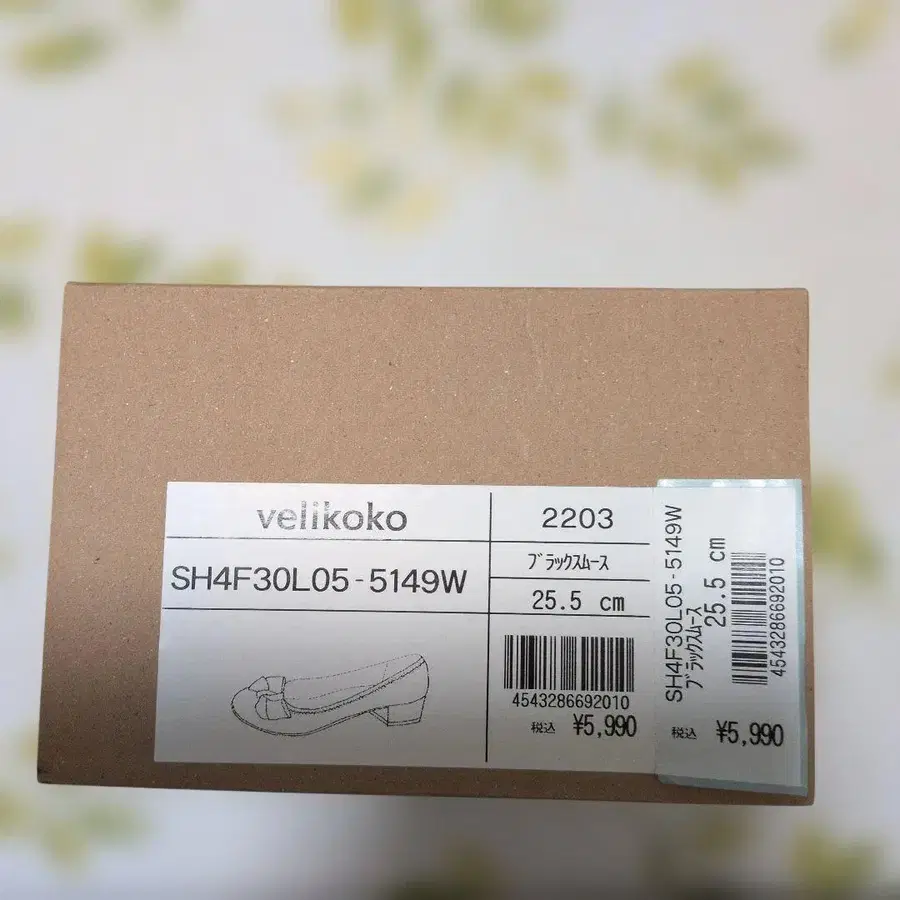 velikoko
2203
SH4F30L05-5149W
ﾌﾞﾗｯｸｽﾑｰｽ
25.5 cm
4543286692010
税込 ¥5,990
SH4F30L05-5149W
ﾌﾞﾗｯｸｽﾑｰｽ
25.5 cm
4543286692010
税込 ¥5,990